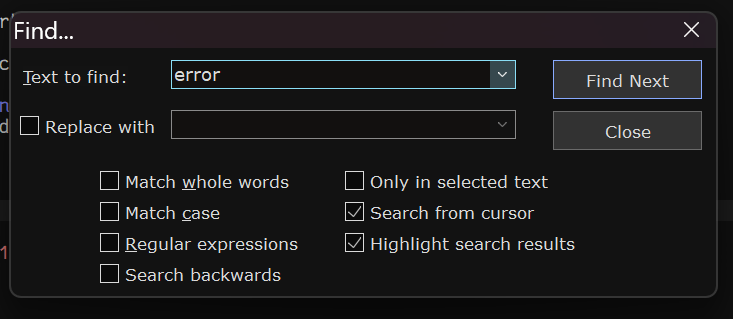 Find...
Text to find:
error
Find Next
Replace with
Close
Match whole words
Only in selected text
Match case
Search from cursor
Regular expressions
Highlight search results
Search backwards